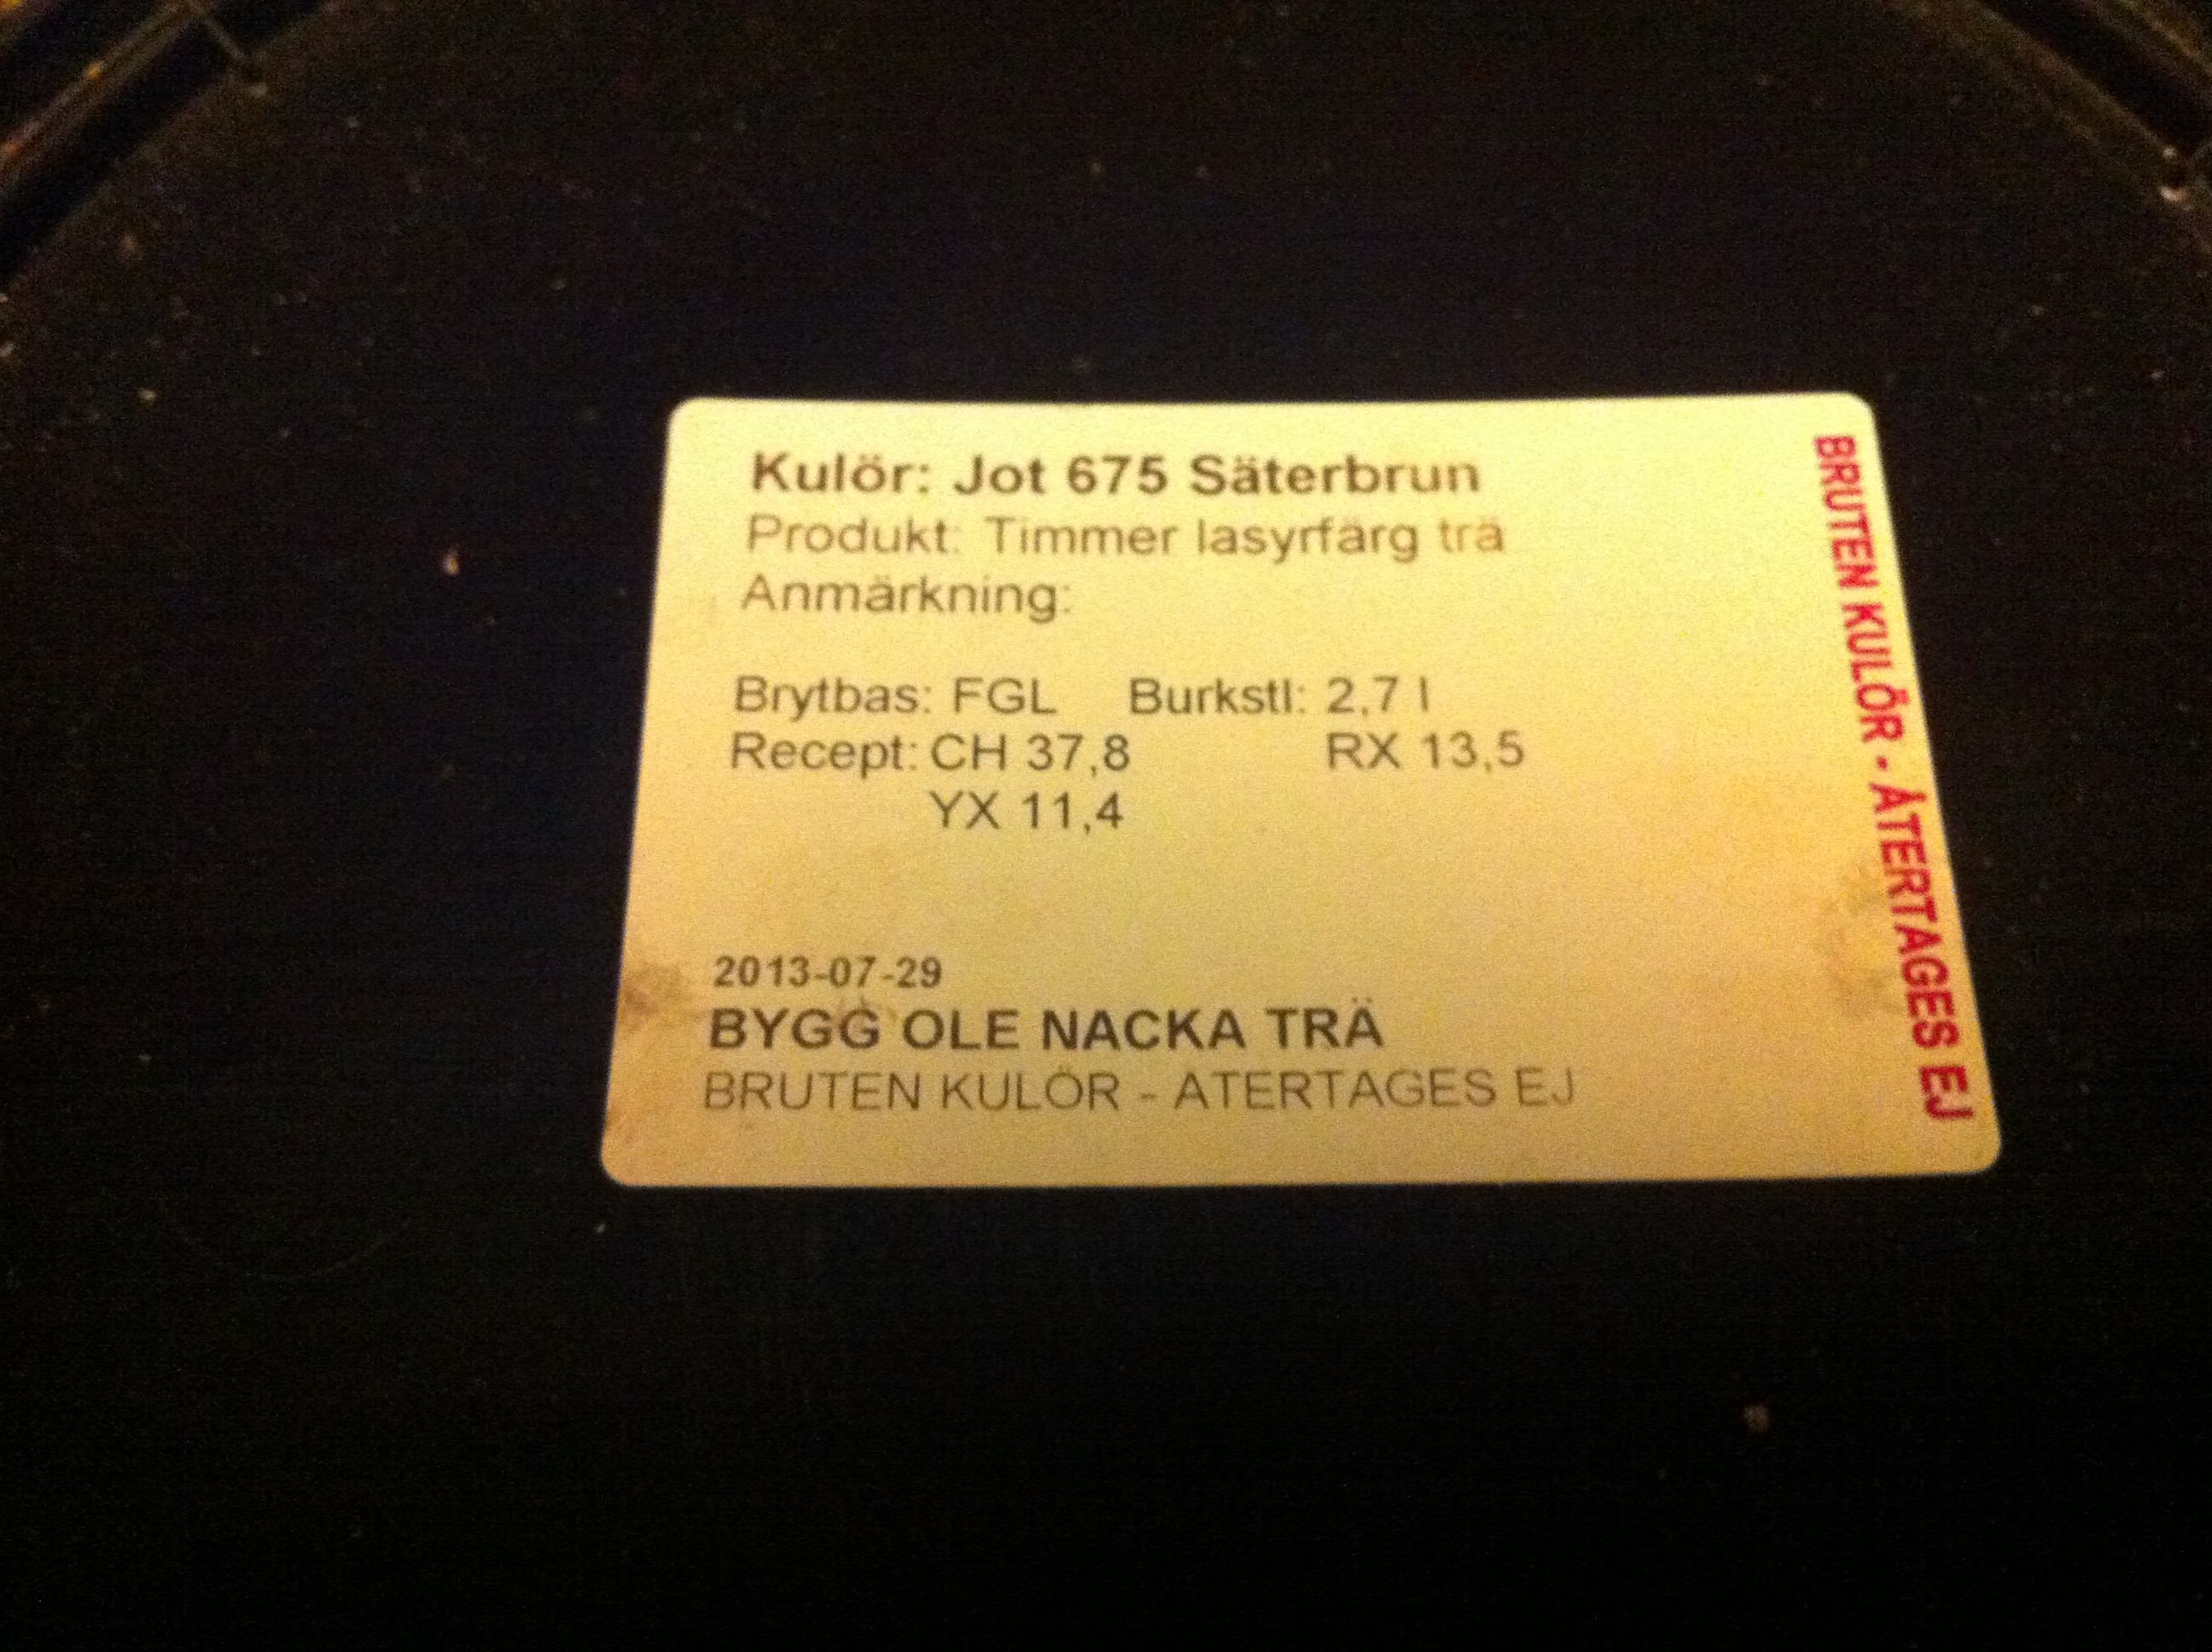 Kulör: Jot 675 Säterbrun
Produkt: Timmer lasyrfärg trä
Anmärkning:
Brytbas: FGL Burkstl: 2,7 l
Recept: CH 37,8 RX 13,5
YX 11,4
2013-07-29
BYGG OLE NACKA TRÄ
BRUTEN KULÖR - ATERTAGES EJ
BRUTEN KULÖR - ÅTERTAGES EJ